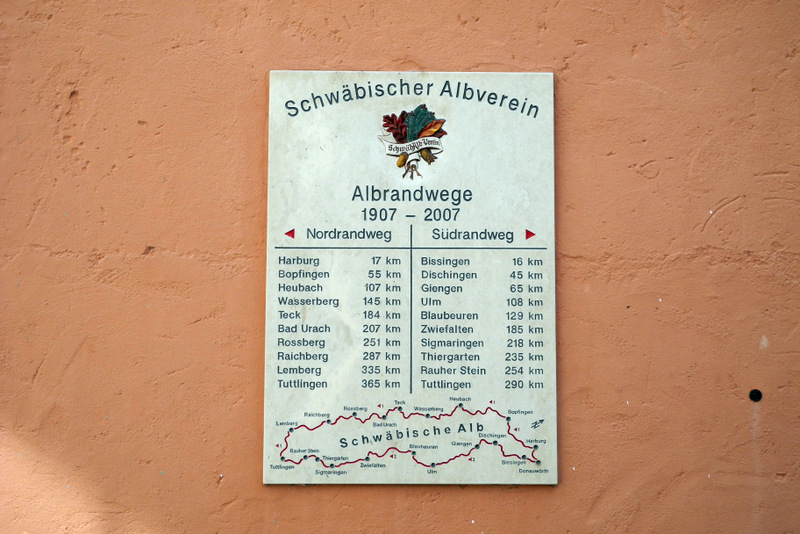 Schwäbischer Albverein
Schwäb.Alb-Verein
Albrandwege
1907 – 2007
Nordrandweg Südrandweg
Harburg 17 km Bissingen 16 km
Bopfingen 55 km Dischingen 45 km
Heubach 107 km Giengen 65 km
Wasserberg 145 km Ulm 108 km
Teck 184 km Blaubeuren 129 km
Bad Urach 207 km Zwiefalten 185 km
Rossberg 251 km Sigmaringen 218 km
Raichberg 287 km Thiergarten 235 km
Lemberg 335 km Rauher Stein 254 km
Tuttlingen 365 km Tuttlingen 290 km
Lemberg Raichberg Rossberg Bad Urach Teck Wasserberg Heubach Bopfingen Harburg
Schwäbische Alb
Tuttlingen Rauher Stein Thiergarten Sigmaringen Zwiefalten Blaubeuren Ulm Giengen Dischingen Bissingen Donauwörth